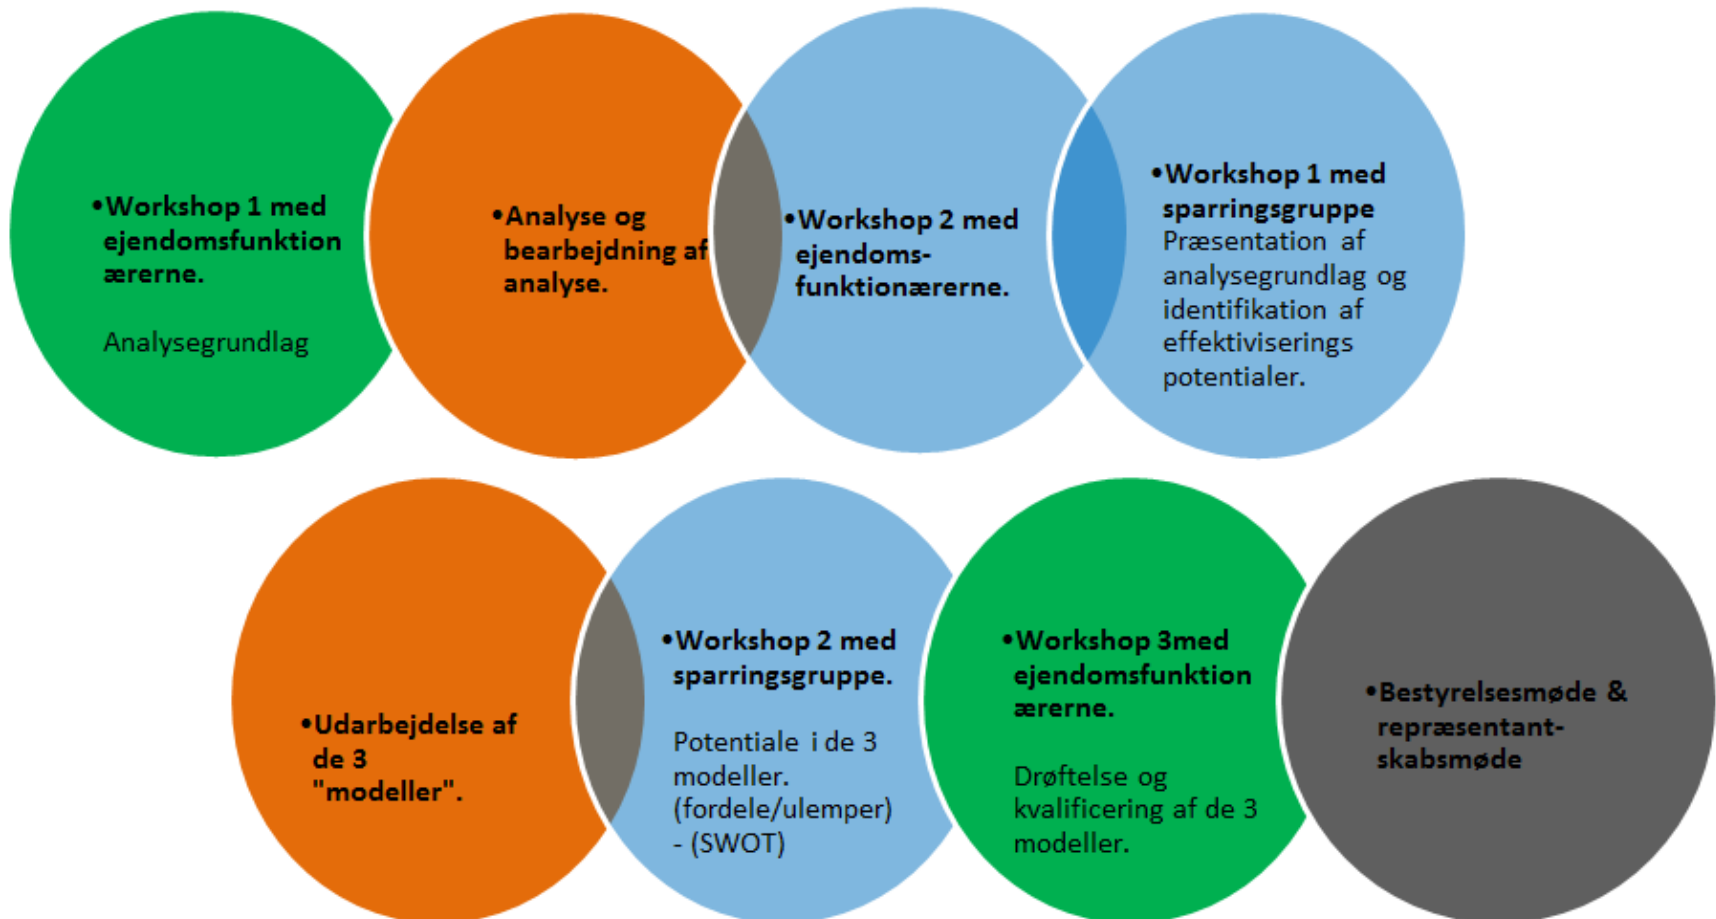 •Workshop 1 med
ejendomsfunktion
ærerne.
Analysegrundlag
•Analyse og
bearbejdning af
analyse.
•Workshop 2 med
ejendoms-
funktionærerne.
•Workshop 1 med
sparringsgruppe
Præsentation af
analysegrundlag og
identifikation af
effektiviserings
potentialer.
•Udarbejdelse af
de 3
"modeller".
•Workshop 2 med
sparringsgruppe.
Potentiale i de 3
modeller.
(fordele/ulemper)
- (SWOT)
•Workshop 3med
ejendomsfunktion
ærerne.
Drøftelse og
kvalificering af de 3
modeller.
•Bestyrelsesmøde &
repræsentant-
skabsmøde